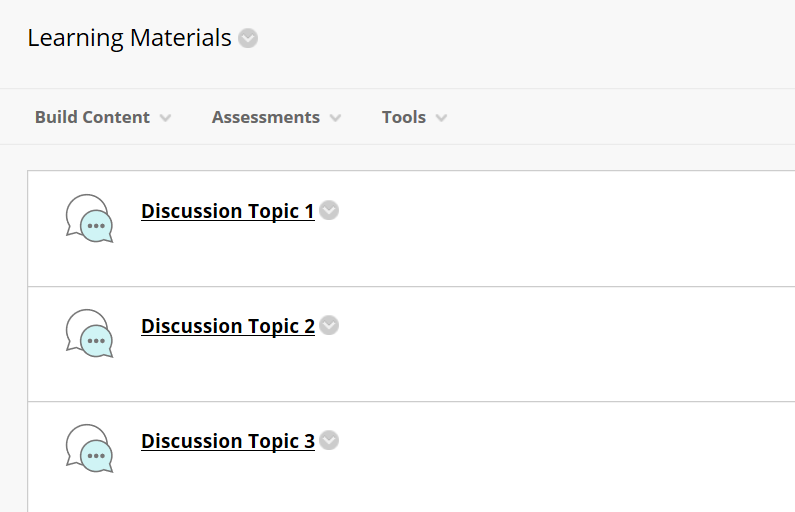 Learning Materials
Build Content Assessments Tools
Discussion Topic 1
Discussion Topic 2
Discussion Topic 3